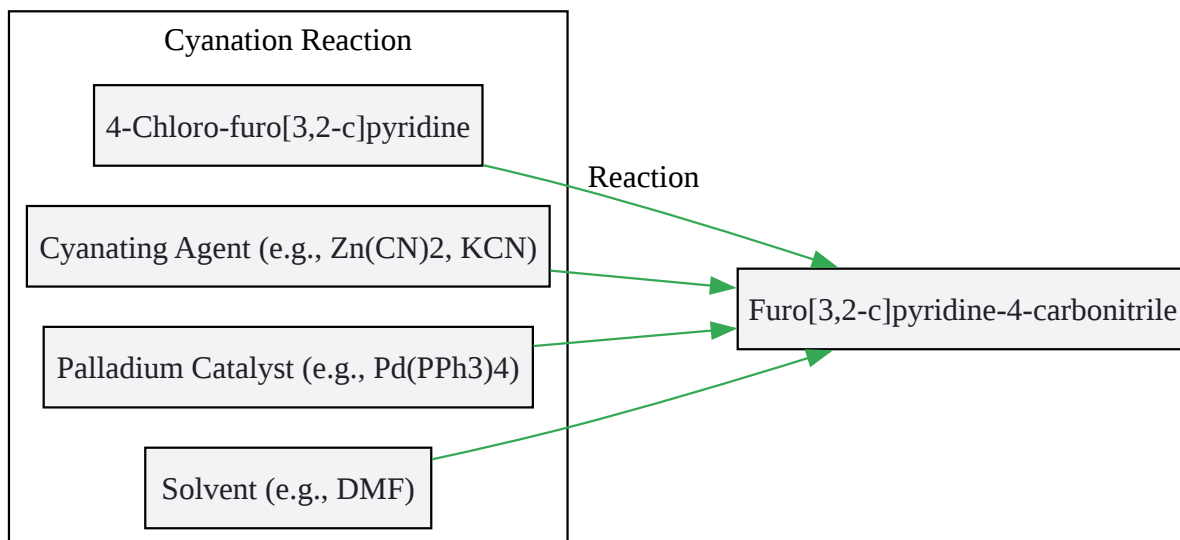 Cyanation Reaction
4-Chloro-furo[3,2-c]pyridine
Reaction
Cyanating Agent (e.g., Zn(CN)2, KCN)
Furo[3,2-c]pyridine-4-carbonitrile
Palladium Catalyst (e.g., Pd(PPh3)4)
Solvent (e.g., DMF)